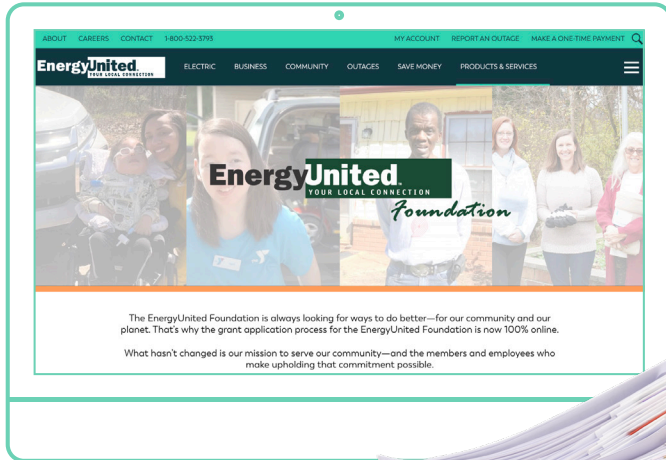 ABOUT CAREERS CONTACT 1-800-522-3793 MY ACCOUNT REPORT AN OUTAGE MAKE A ONE-TIME PAYMENT
EnergyUnited
YOUR LOCAL CONNECTION
ELECTRIC BUSINESS COMMUNITY OUTAGES SAVE MONEY PRODUCTS & SERVICES
EnergyUnited
YOUR LOCAL CONNECTION
Foundation
The EnergyUnited Foundation is always looking for ways to do better—for our community and our
planet. That's why the grant application process for the EnergyUnited Foundation is now 100% online.
What hasn't changed is our mission to serve our community—and the members and employees who
make upholding that commitment possible.